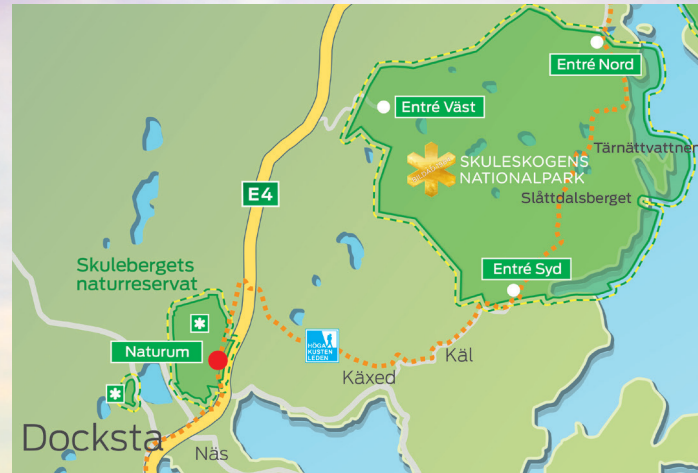 Entré Nord
Entré Väst
Tärnättvattnen
SKULESKOGENS
NATIONALPARK
E4
Slåttdalsberget
Skulebergets
naturreservat
Entré Syd
Naturum
HÖGA
KUSTEN
LEDEN
Käl
Käxed
Docksta
Näs